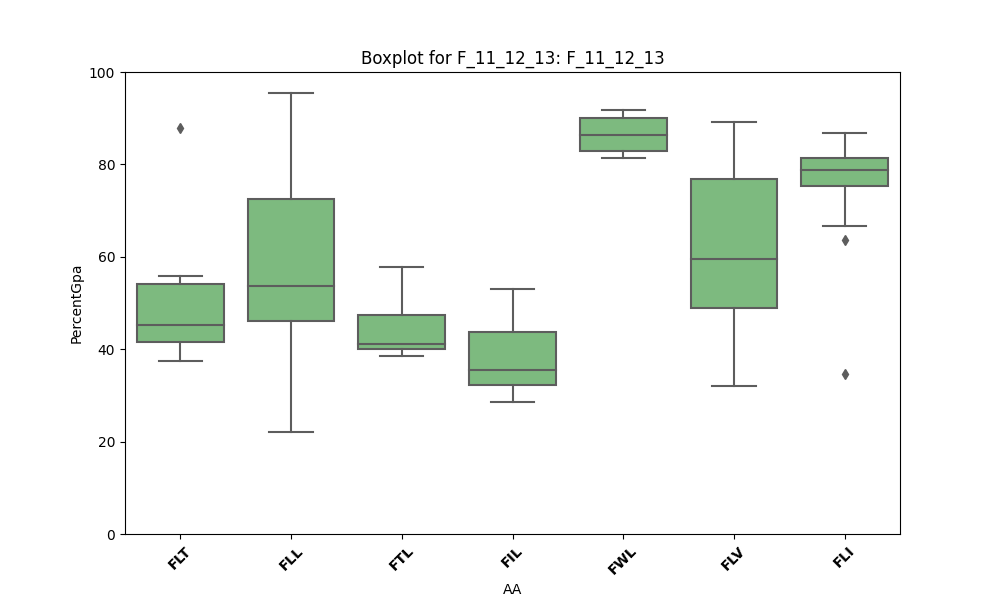 Boxplot for F_11_12_13: F_11_12_13
100
80
60
40
20
0
PercentGpa
FLT
FLL
FTL
FIL
FWL
FLV
FLI
AA